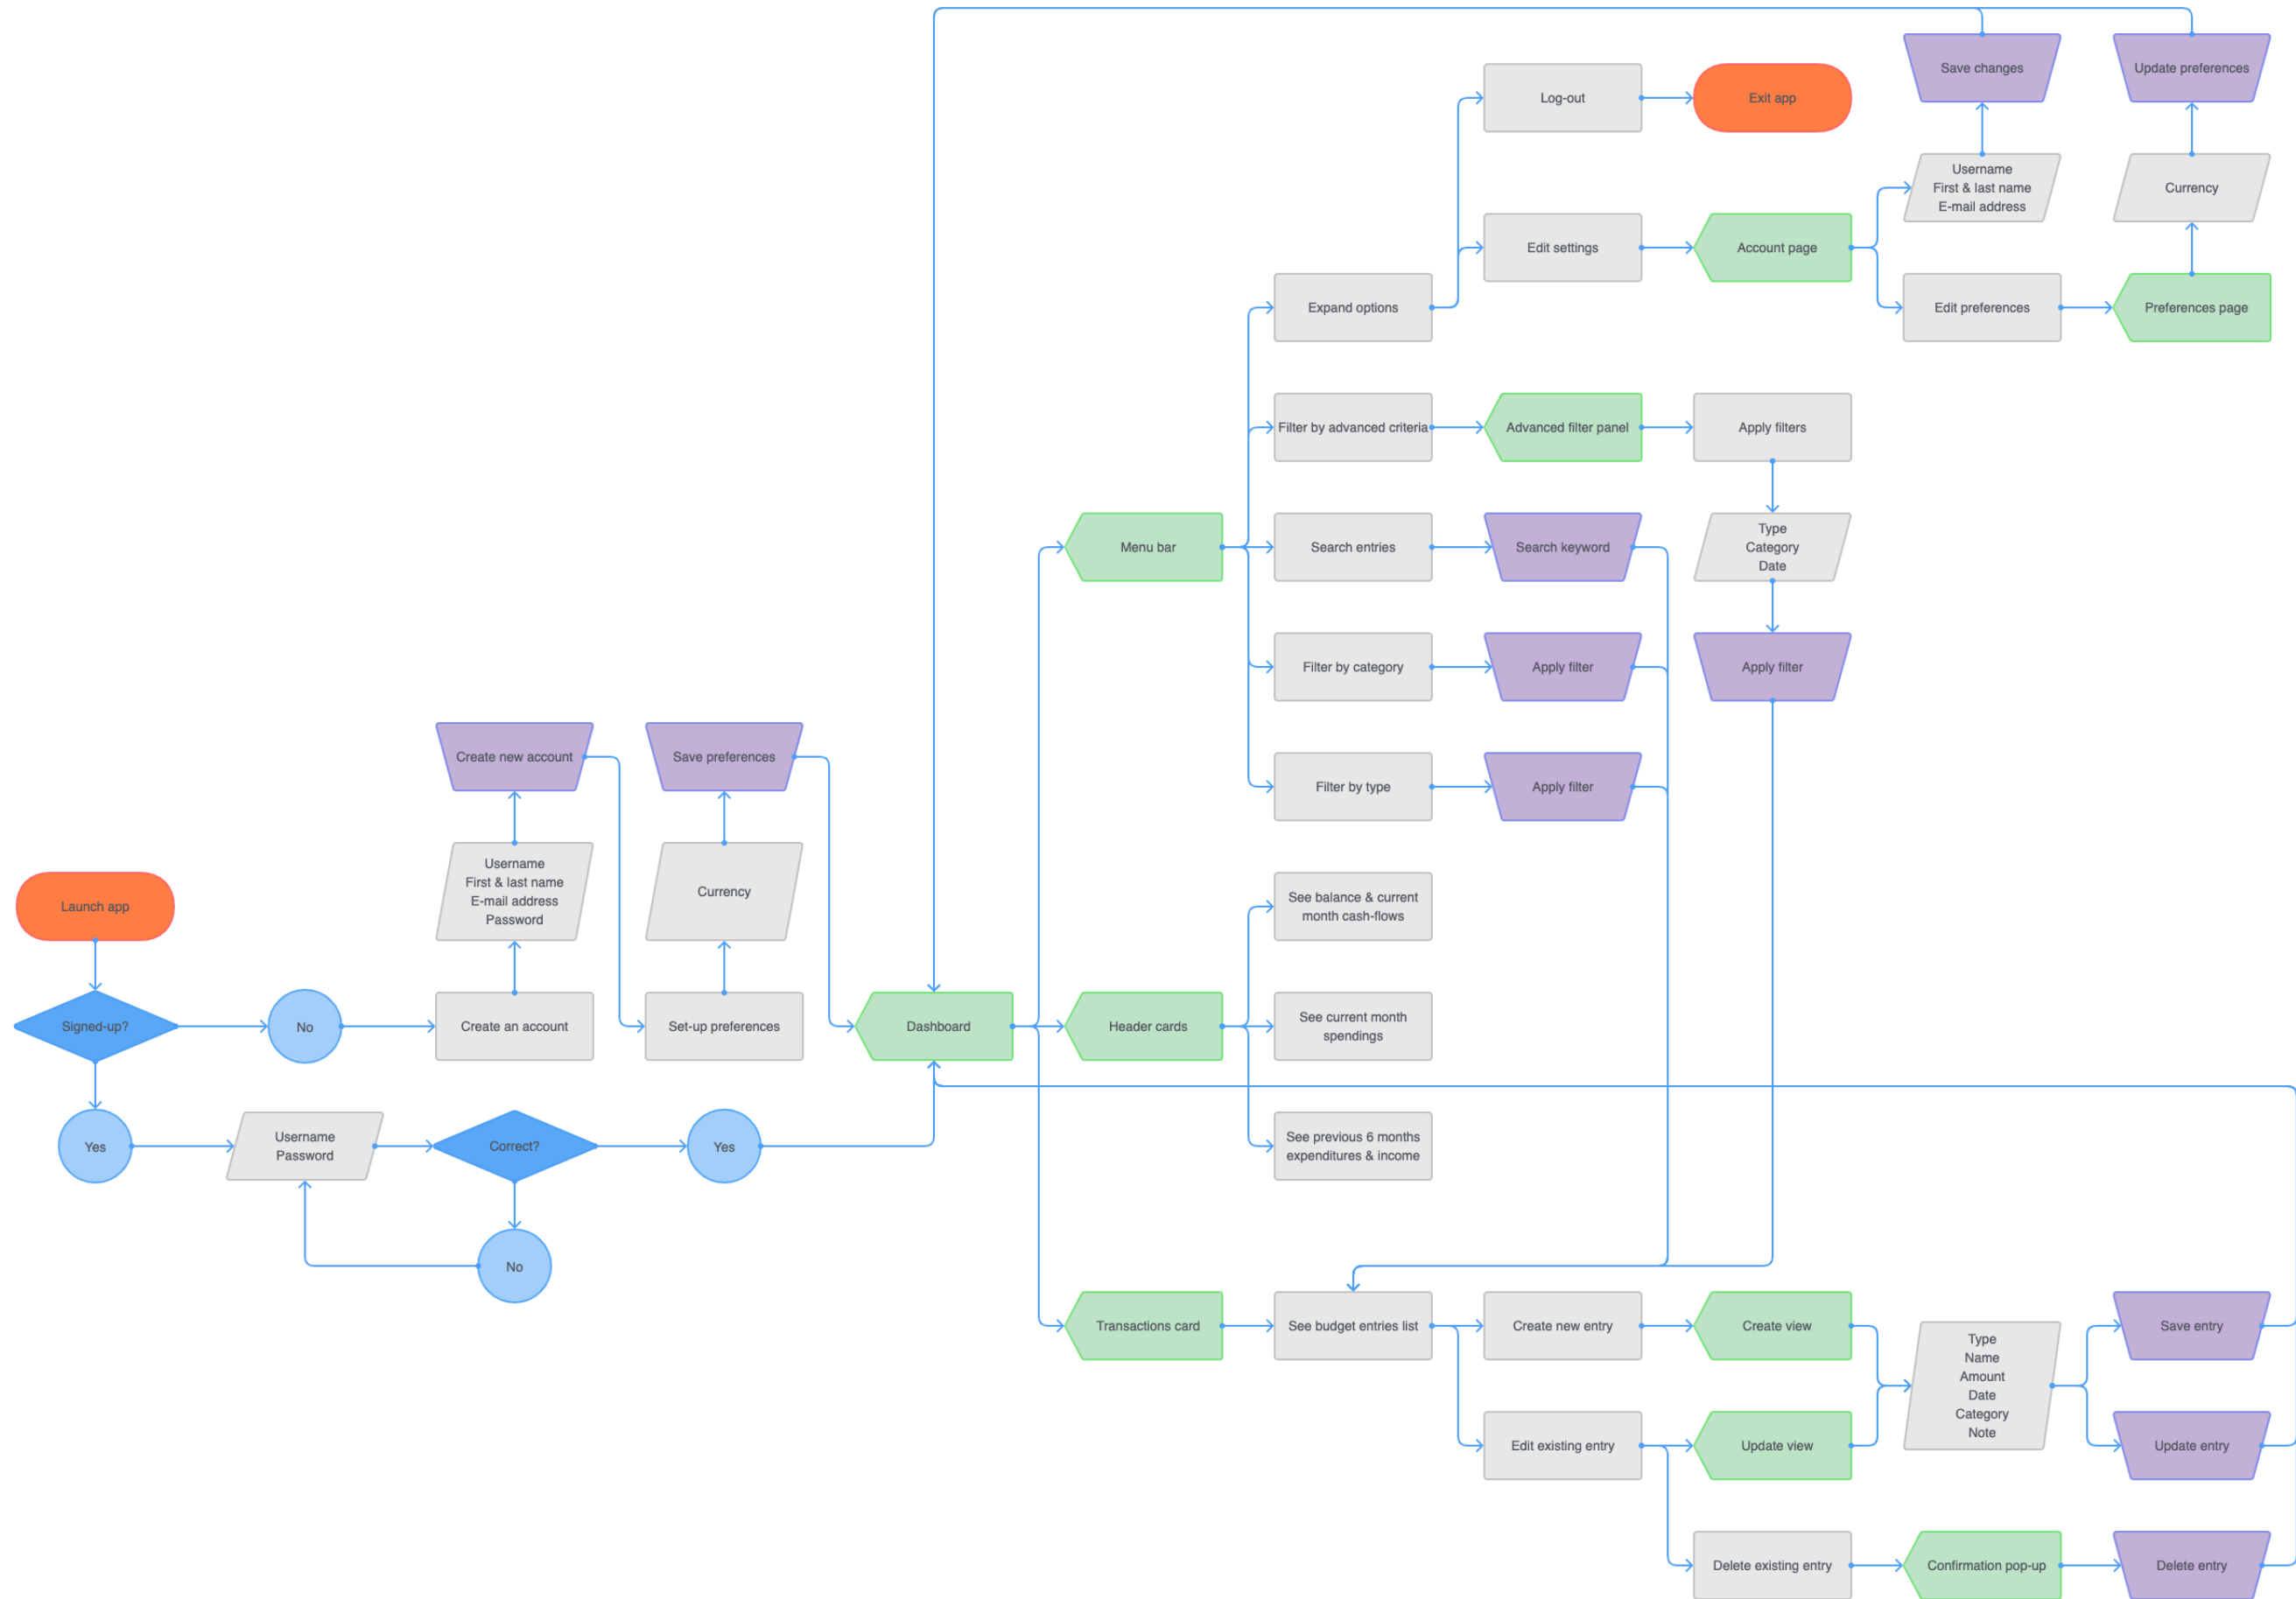 Save changes
Update preferences
Log-out
Exit app
Username
First & last name
E-mail address
Currency
Edit settings
Account page
Expand options
Edit preferences
Preferences page
Filter by advanced criteria
Advanced filter panel
Apply filters
Menu bar
Search entries
Search keyword
Type
Category
Date
Filter by category
Apply filter
Apply filter
Create new account
Save preferences
Filter by type
Apply filter
Username
First & last name
E-mail address
Password
Currency
Launch app
See balance & current
month cash-flows
Signed-up?
No
Create an account
Set-up preferences
Dashboard
Header cards
See current month
spendings
Yes
Username
Password
Correct?
Yes
See previous 6 months
expenditures & income
No
Transactions card
See budget entries list
Create new entry
Create view
Type
Name
Amount
Date
Category
Note
Save entry
Edit existing entry
Update view
Update entry
Delete existing entry
Confirmation pop-up
Delete entry